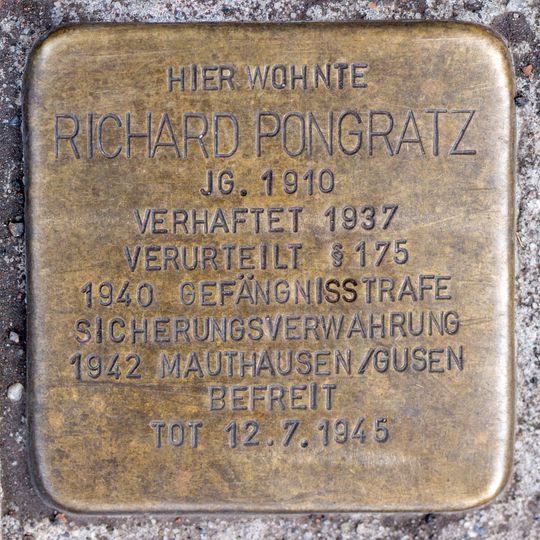 HIER WOHNTE
RICHARD PONGRATZ
JG. 1910
VERHAFTET 1937
VERURTEILT § 175
1940 GEFÄNGNISSTRAFE
SICHERUNGSVERWAHRUNG
1942 MAUTHAUSEN/GUSEN
BEFREIT
TOT 12.7.1945